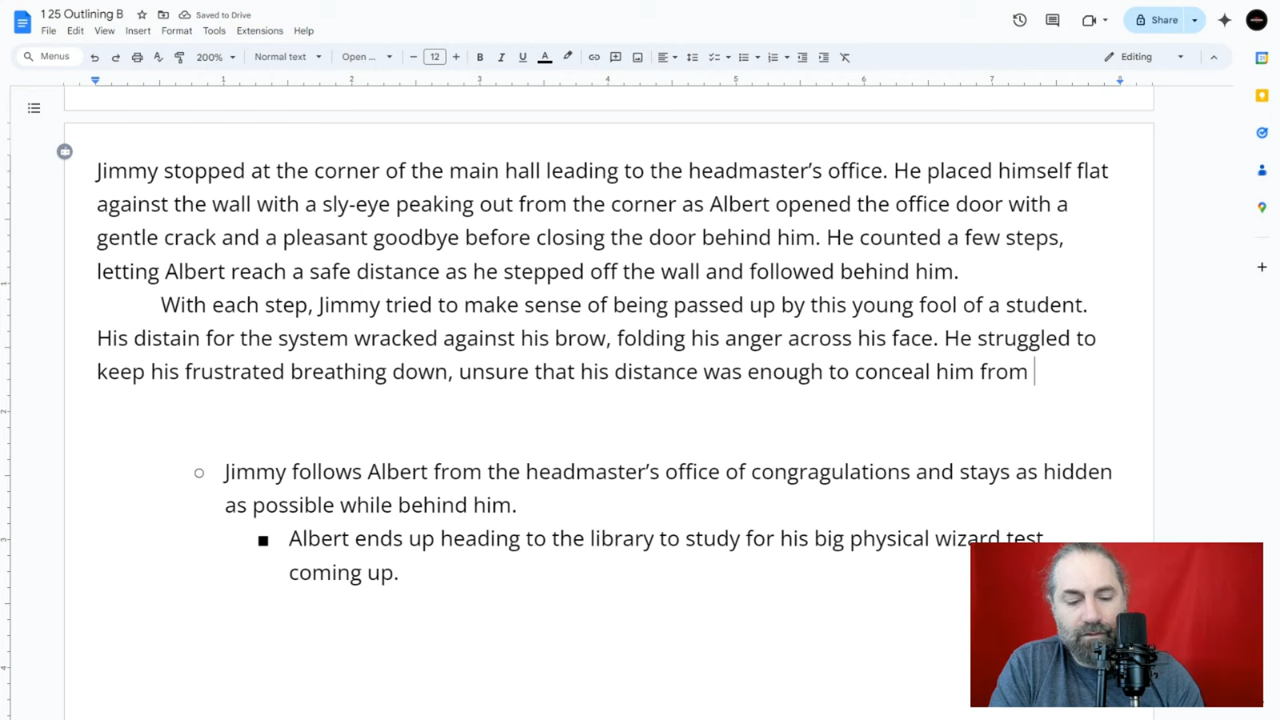 1 25 Outlining B
Saved to Drive
File Edit View Insert Format Tools Extensions Help
Share
Menus
200%
Normal text
Open ...
12
B I U A
Editing
1 2 3 4 5 6 7 8
Jimmy stopped at the corner of the main hall leading to the headmaster’s office. He placed himself flat
against the wall with a sly-eye peaking out from the corner as Albert opened the office door with a
gentle crack and a pleasant goodbye before closing the door behind him. He counted a few steps,
letting Albert reach a safe distance as he stepped off the wall and followed behind him.
With each step, Jimmy tried to make sense of being passed up by this young fool of a student.
His distain for the system wracked against his brow, folding his anger across his face. He struggled to
keep his frustrated breathing down, unsure that his distance was enough to conceal him from
Jimmy follows Albert from the headmaster’s office of congragulations and stays as hidden
as possible while behind him.
Albert ends up heading to the library to study for his big physical wizard test
coming up.